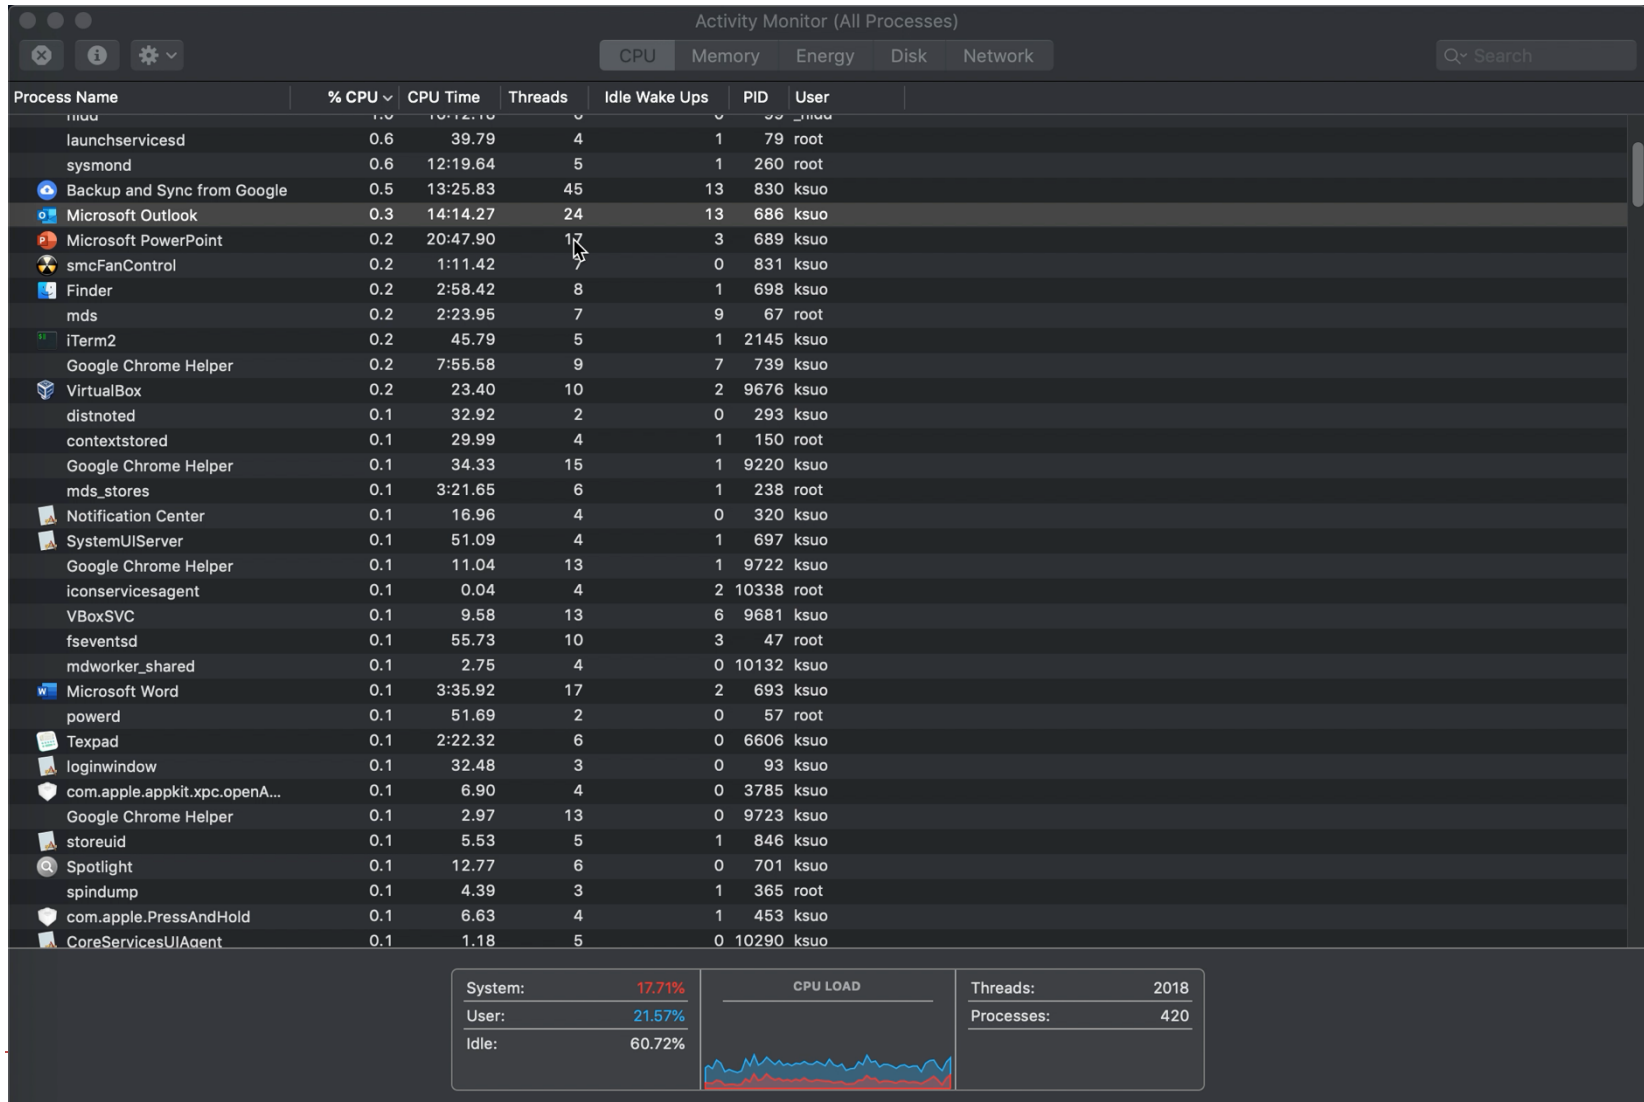 Activity Monitor (All Processes)
CPU Memory Energy Disk Network Search
Process Name % CPU CPU Time Threads Idle Wake Ups PID User
launchservicesd 0.6 39.79 4 1 79 root
sysmond 0.6 12:19.64 5 1 260 root
Backup and Sync from Google 0.5 13:25.83 45 13 830 ksuo
Microsoft Outlook 0.3 14:14.27 24 13 686 ksuo
Microsoft PowerPoint 0.2 20:47.90 17 3 689 ksuo
smcFanControl 0.2 1:11.42 7 0 831 ksuo
Finder 0.2 2:58.42 8 1 698 ksuo
mds 0.2 2:23.95 7 9 67 root
iTerm2 0.2 45.79 5 1 2145 ksuo
Google Chrome Helper 0.2 7:55.58 9 7 739 ksuo
VirtualBox 0.2 23.40 10 2 9676 ksuo
distnoted 0.1 32.92 2 0 293 ksuo
contextstored 0.1 29.99 4 1 150 root
Google Chrome Helper 0.1 34.33 15 1 9220 ksuo
mds_stores 0.1 3:21.65 6 1 238 root
Notification Center 0.1 16.96 4 0 320 ksuo
SystemUIServer 0.1 51.09 4 1 697 ksuo
Google Chrome Helper 0.1 11.04 13 1 9722 ksuo
iconservicesagent 0.1 0.04 4 2 10338 root
VBoxSVC 0.1 9.58 13 6 9681 ksuo
fseventsd 0.1 55.73 10 3 47 root
mdworker_shared 0.1 2.75 4 0 10132 ksuo
Microsoft Word 0.1 3:35.92 17 2 693 ksuo
powerd 0.1 51.69 2 0 57 root
Texpad 0.1 2:22.32 6 0 6606 ksuo
loginwindow 0.1 32.48 3 0 93 ksuo
com.apple.appkit.xpc.openA... 0.1 6.90 4 0 3785 ksuo
Google Chrome Helper 0.1 2.97 13 0 9723 ksuo
storeuid 0.1 5.53 5 1 846 ksuo
Spotlight 0.1 12.77 6 0 701 ksuo
spindump 0.1 4.39 3 1 365 root
com.apple.PressAndHold 0.1 6.63 4 1 453 ksuo
CoreServicesUIAgent 0.1 1.18 5 0 10290 ksuo
System: 17.71% CPU LOAD Threads: 2018
User: 21.57% Processes: 420
Idle: 60.72%